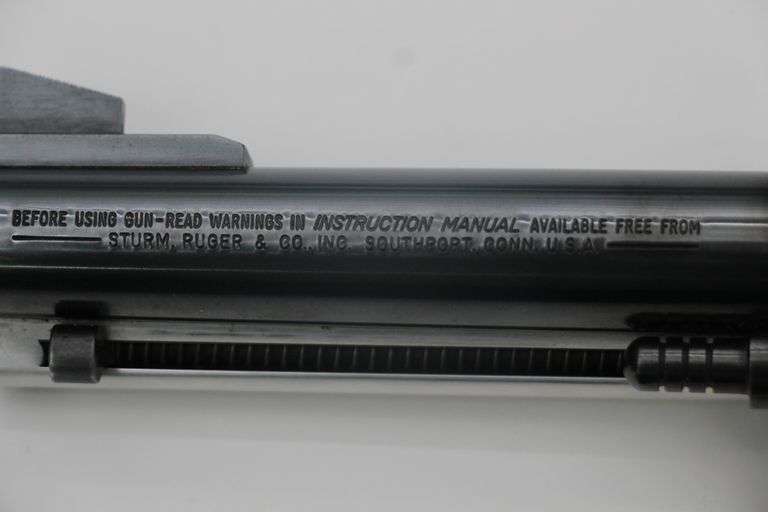 BEFORE USING GUN-READ WARNINGS IN INSTRUCTION MANUAL AVAILABLE FREE FROM
STURM, RUGER & CO., INC. SOUTHPORT, CONN. U.S.A.